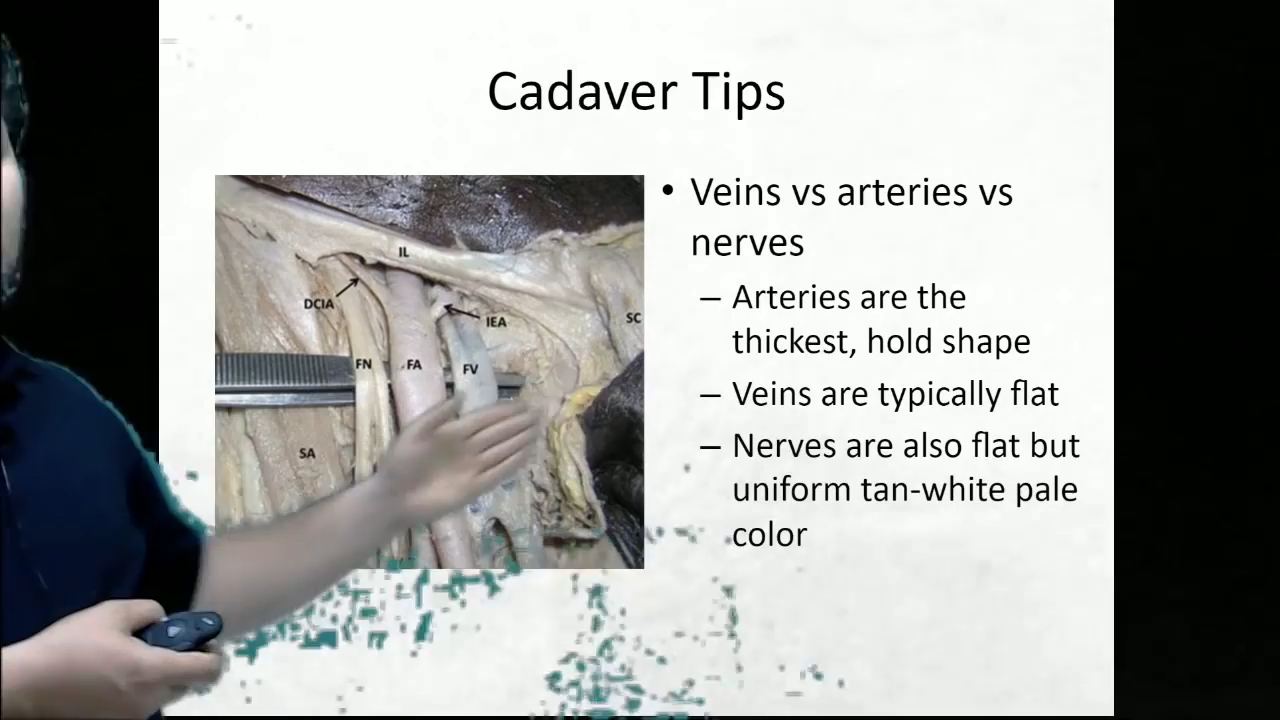 Cadaver Tips
IL
DCIA
IEA
SC
FN
FA
FV
SA
• Veins vs arteries vs
nerves
– Arteries are the
thickest, hold shape
– Veins are typically flat
– Nerves are also flat but
uniform tan-white pale
color